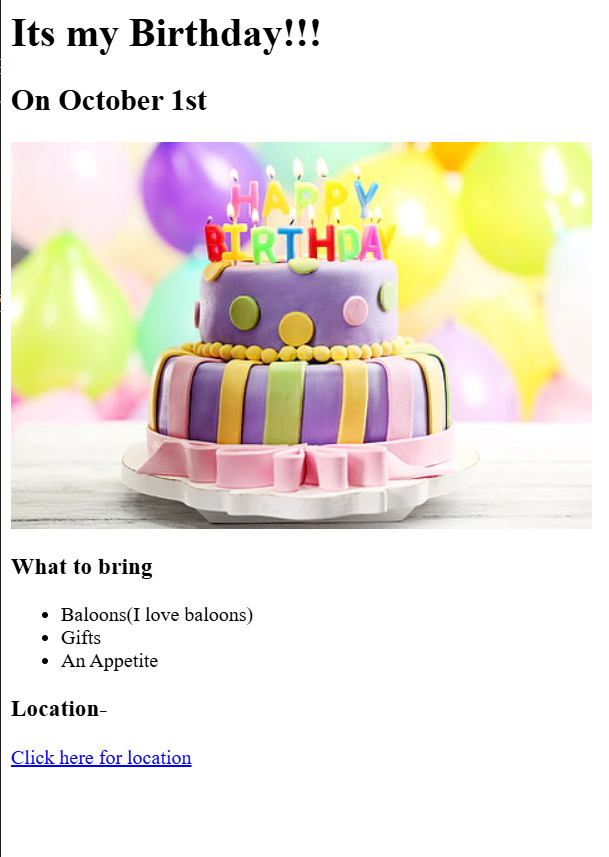 Its my Birthday!!!
On October 1st
HAPPY
BIRTHDAY
What to bring
Baloons(I love baloons)
Gifts
An Appetite
Location-
Click here for location